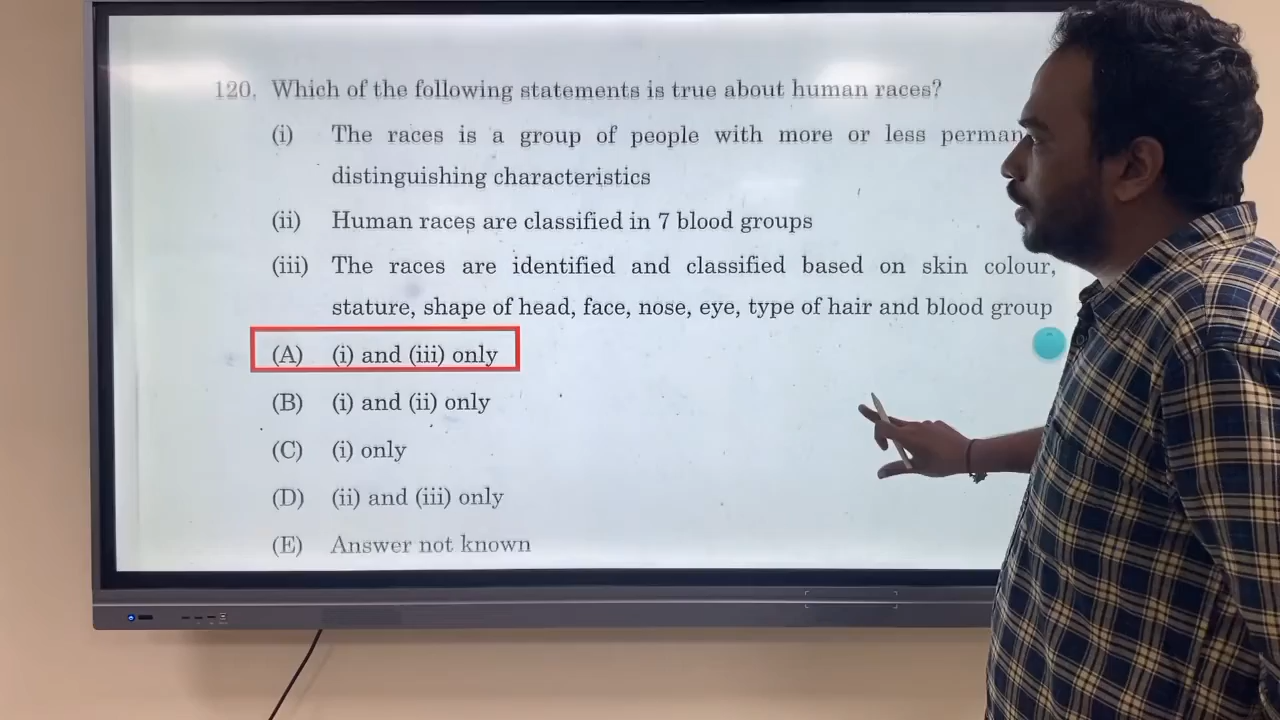 120. Which of the following statements is true about human races?
(i) The races is a group of people with more or less
distinguishing characteristics
(ii) Human races are classified in 7 blood groups
(iii) The races are identified and classified based on skin colour,
stature, shape of head, face, nose, eye, type of hair and blood group
(A) (i) and (iii) only
(B) (i) and (ii) only
(C) (i) only
(D) (ii) and (iii) only
(E) Answer not known